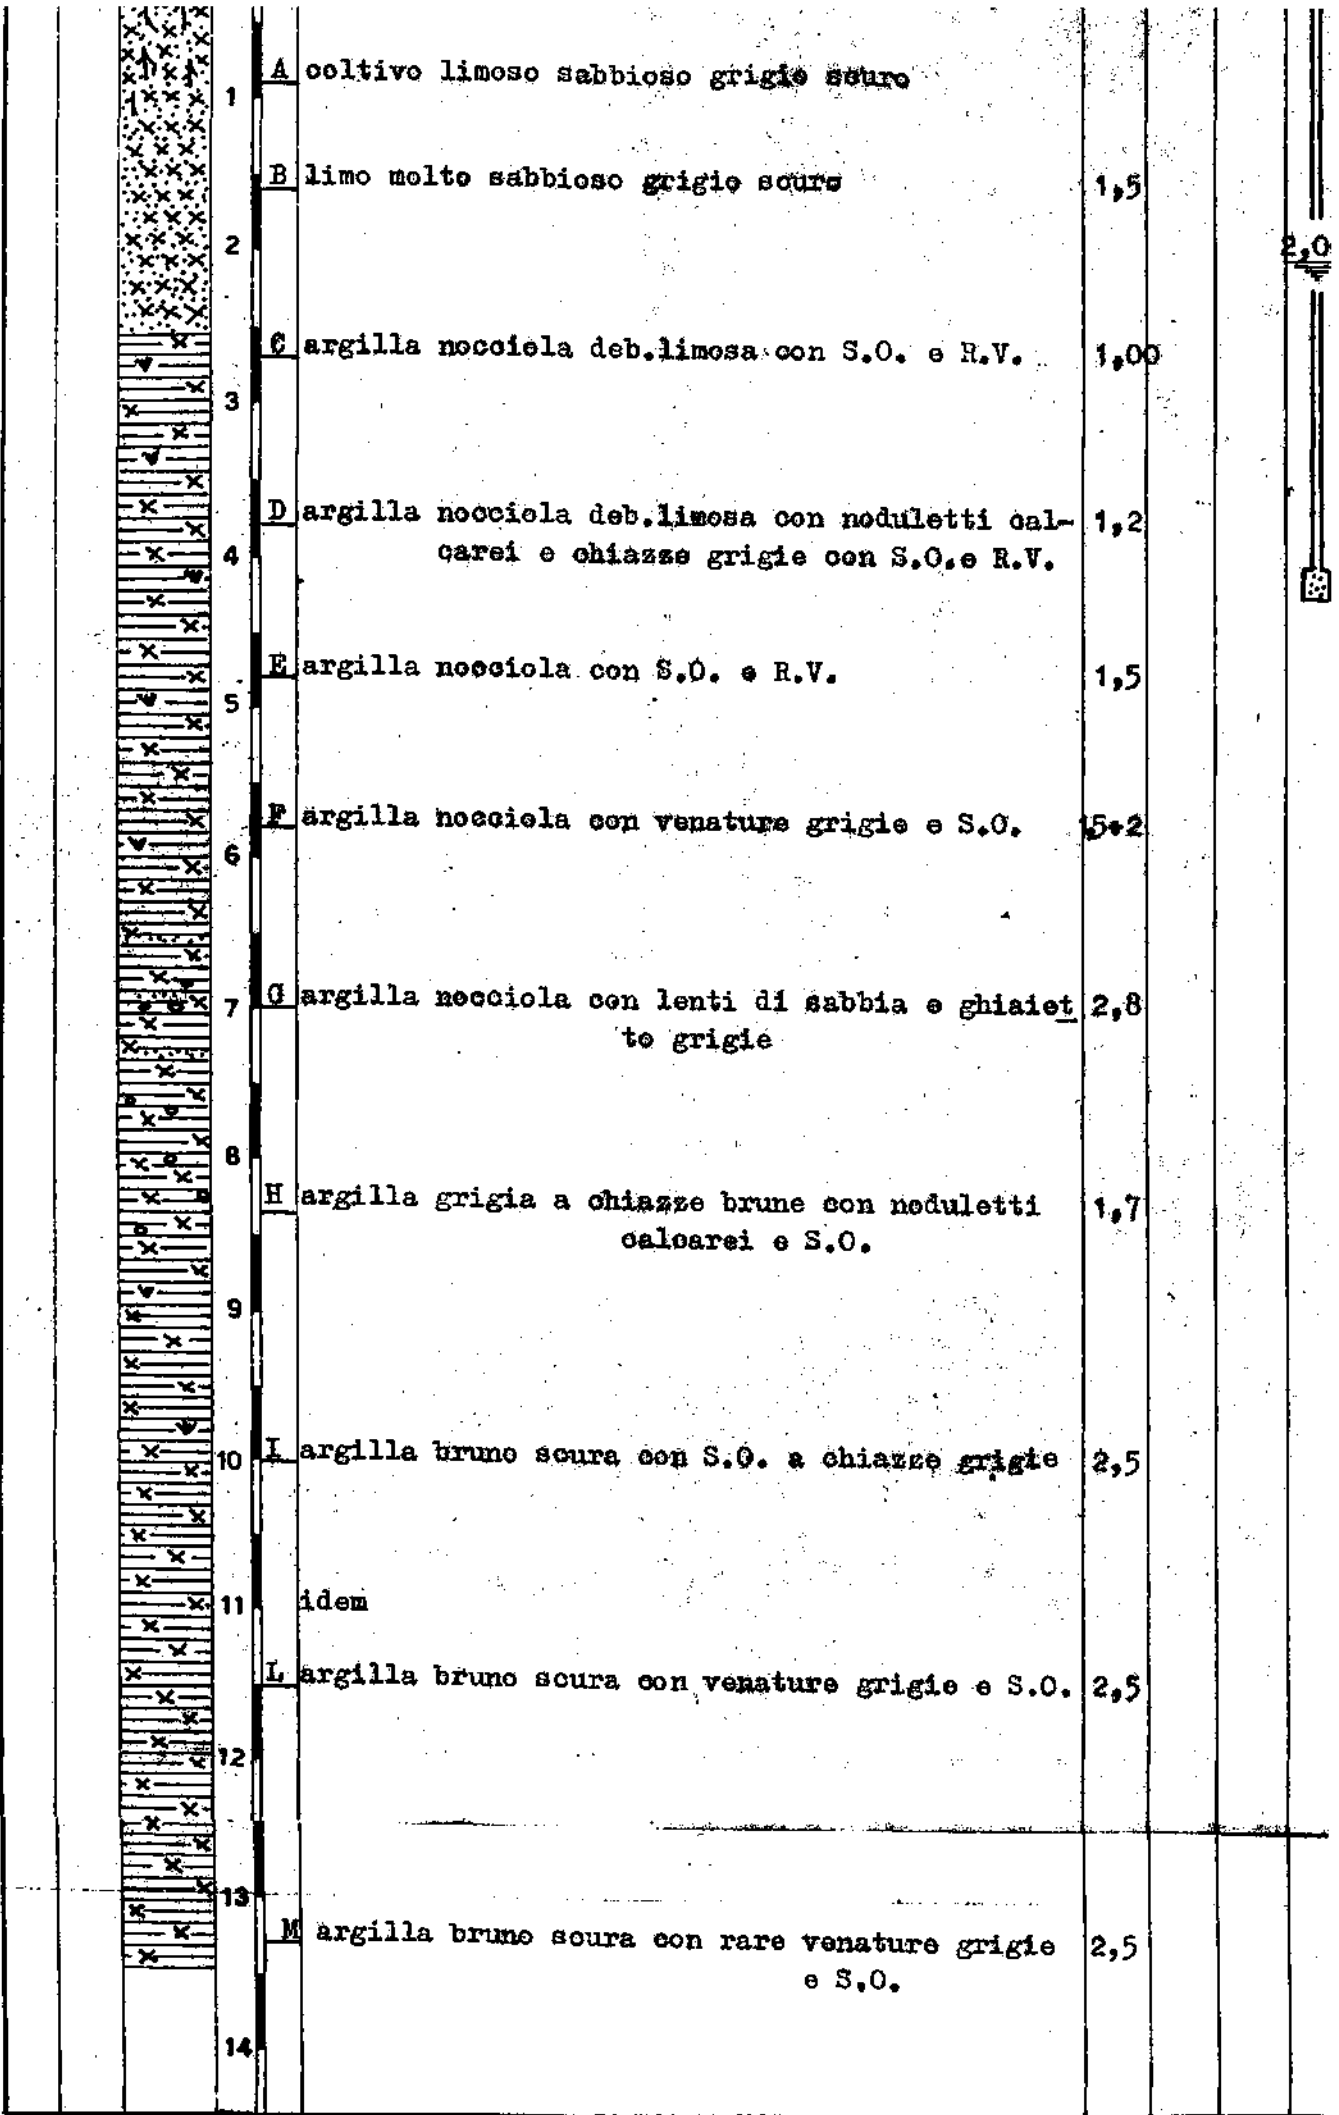 A coltivo limoso sabbioso grigio scuro
1
B limo molto sabbioso grigio scuro 1,5
2 2,0
C argilla nocciola deb.limosa con S.O. e R.V. 1,00
3
D argilla nocciola deb.limosa con noduletti cal- 1,2
4 carei e chiazze grigie con S.O.e R.V.
E argilla nocciola con S.O. e R.V. 1,5
5
F argilla nocciola con venature grigie e S.O.
6
G argilla nocciola con lenti di sabbia e ghiaiet 2,8
7 to grigie
8
H argilla grigia a chiazze brune con noduletti 1,7
calcarei e S.O.
9
I argilla bruno scura con S.O. a chiazze grigie 2,5
10
11 idem
L argilla bruno scura con venature grigie e S.O. 2,5
12
13
M argilla bruno scura con rare venature grigie 2,5
e S.O.
14